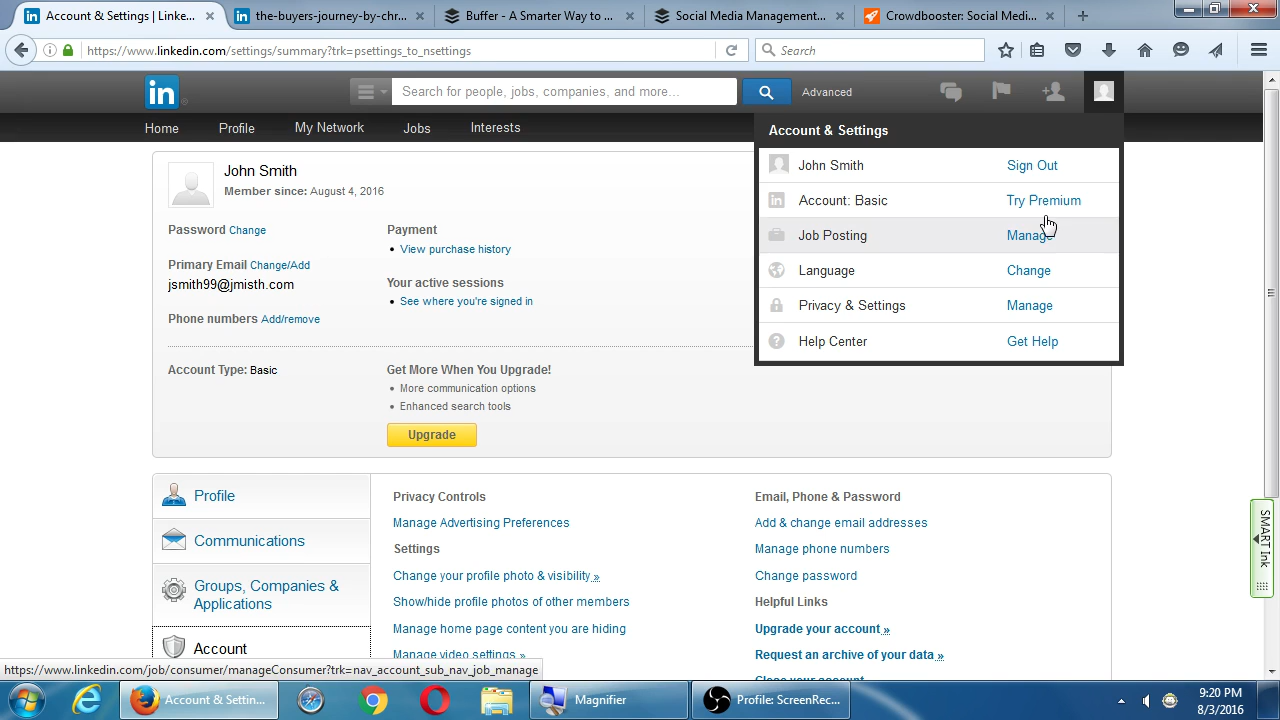 Account & Settings | Linke...
the-buyers-journey-by-chr...
Buffer - A Smarter Way to ...
Social Media Management...
Crowdbooster: Social Medi...
https://www.linkedin.com/settings/summary?trk=psettings_to_nsettings
Search
in
Search for people, jobs, companies, and more...
Advanced
Home
Profile
My Network
Jobs
Interests
Account & Settings
John Smith
Sign Out
Account: Basic
Try Premium
Job Posting
Manage
Language
Change
Privacy & Settings
Manage
Help Center
Get Help
John Smith
Member since: August 4, 2016
Password Change
Primary Email Change/Add
jsmith99@jmisth.com
Phone numbers Add/remove
Payment
View purchase history
Your active sessions
See where you're signed in
Account Type: Basic
Get More When You Upgrade!
More communication options
Enhanced search tools
Upgrade
Profile
Communications
Groups, Companies &
Applications
Account
Privacy Controls
Manage Advertising Preferences
Settings
Change your profile photo & visibility »
Show/hide profile photos of other members
Manage home page content you are hiding
Manage video settings »
Email, Phone & Password
Add & change email addresses
Manage phone numbers
Change password
Helpful Links
Upgrade your account »
Request an archive of your data »
Close your account
SMART Ink
https://www.linkedin.com/job/consumer/manageConsumer?trk=nav_account_sub_nav_job_manage
Account & Settin...
Magnifier
Profile: ScreenRec...
9:20 PM
8/3/2016